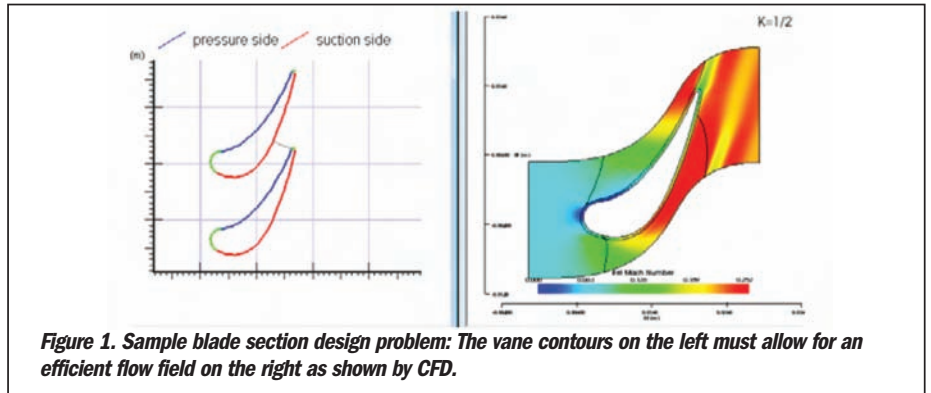 K=1/2
pressure side suction side
(m)
Rel Mach Number
Figure 1. Sample blade section design problem: The vane contours on the left must allow for an
efficient flow field on the right as shown by CFD.